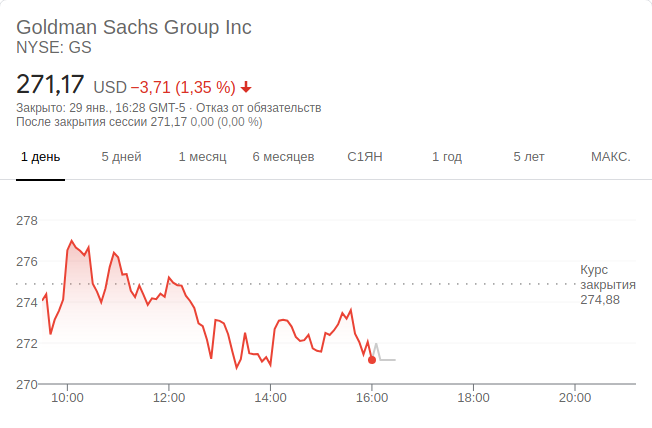 Goldman Sachs Group Inc
NYSE: GS
271,17 USD −3,71 (1,35 %)
Закрыто: 29 янв., 16:28 GMT-5 · Отказ от обязательств
После закрытия сессии 271,17 0,00 (0,00 %)
1 день 5 дней 1 месяц 6 месяцев С1ЯН 1 год 5 лет МАКС.
278
276
274
272
270
Курс
закрытия
274,88
10:00 12:00 14:00 16:00 18:00 20:00